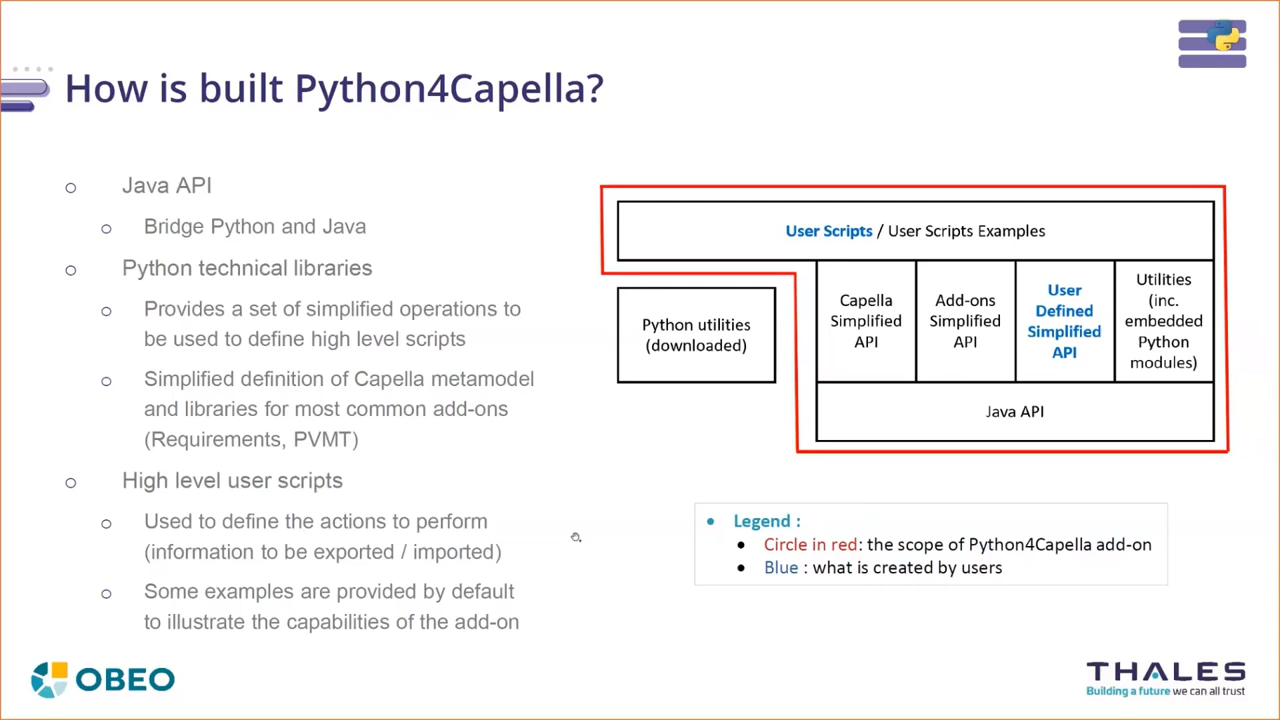 How is built Python4Capella?
Java API
Bridge Python and Java
Python technical libraries
Provides a set of simplified operations to
be used to define high level scripts
Simplified definition of Capella metamodel
and libraries for most common add-ons
(Requirements, PVMT)
High level user scripts
Used to define the actions to perform
(information to be exported / imported)
Some examples are provided by default
to illustrate the capabilities of the add-on
User Scripts / User Scripts Examples
Python utilities
(downloaded)
Capella
Simplified
API
Add-ons
Simplified
API
User
Defined
Simplified
API
Utilities
(inc.
embedded
Python
modules)
Java API
Legend :
Circle in red: the scope of Python4Capella add-on
Blue : what is created by users
OBEO
THALES
Building a future we can all trust